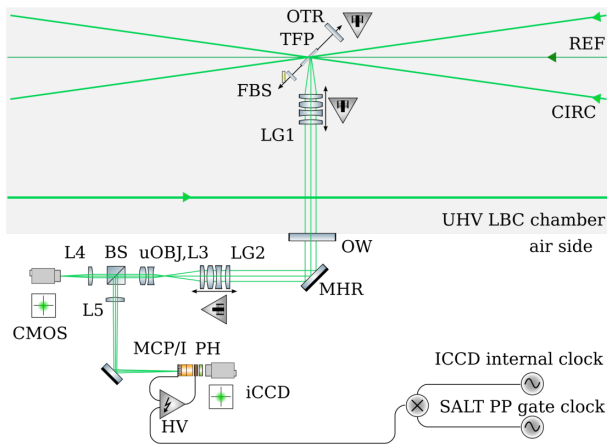 OTR
TFP
REF
FBS
CIRC
LG1
UHV LBC chamber
OW
air side
L4 BS uOBJ,L3 LG2
MHR
L5
CMOS
MCP/I PH
ICCD internal clock
iCCD
SALT PP gate clock
HV